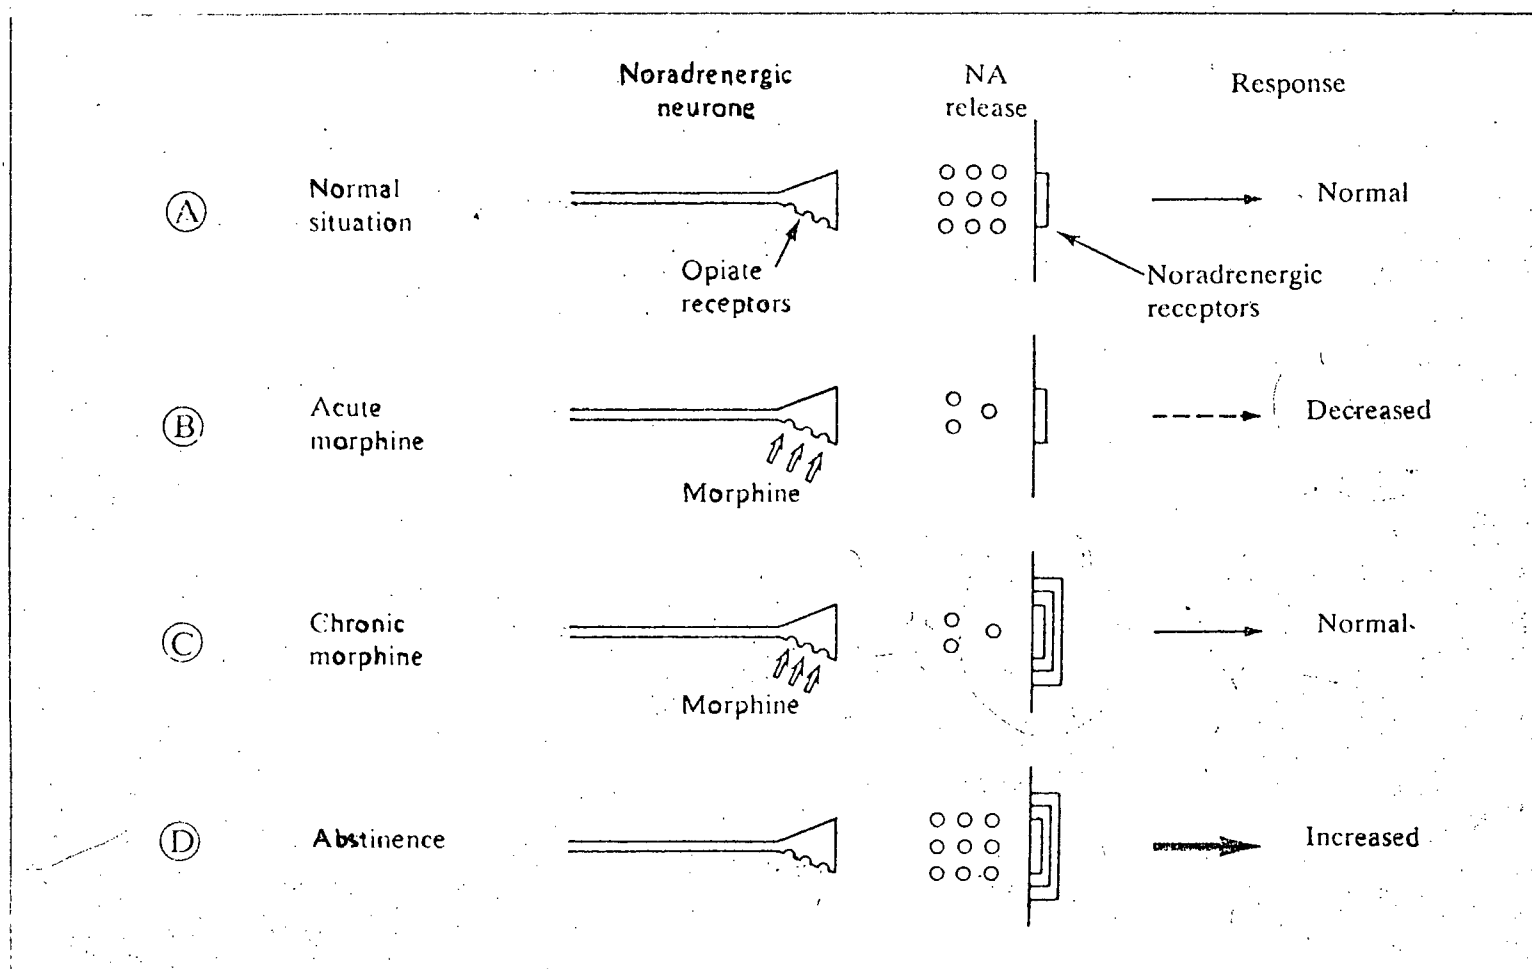 Noradrenergic
neurone
NA
release
Response
A
Normal
situation
Opiate
receptors
Normal
Noradrenergic
receptors
B
Acute
morphine
Morphine
Decreased
C
Chronic
morphine
Morphine
Normal
D
Abstinence
Increased